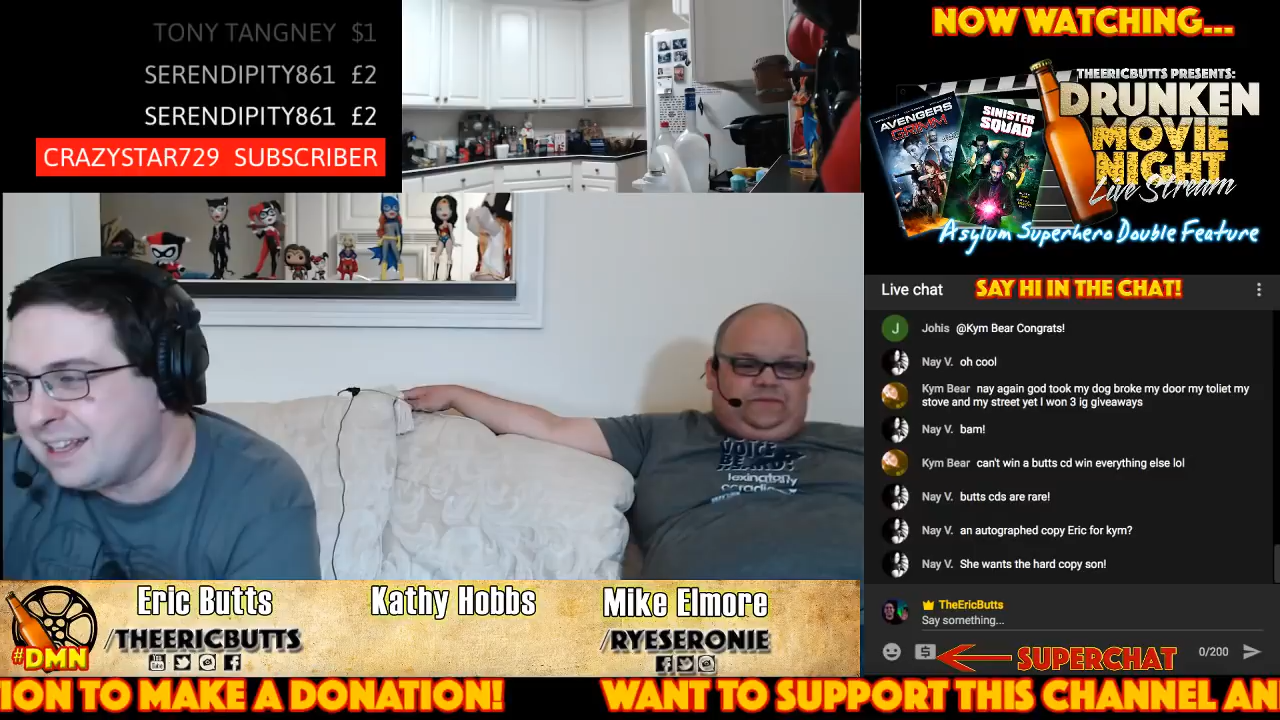 TONY TANGNEY $1
SERENDIPITY861 £2
SERENDIPITY861 £2
CRAZYSTAR729 SUBSCRIBER
NOW WATCHING...
THEERICBUTTS PRESENTS:
DRUNKEN
MOVIE
NIGHT
Live Stream
AVENGERS
GRIMM
SINISTER
SQUAD
Asylum Superhero Double Feature
Live chat
SAY HI IN THE CHAT!
J Johis @Kym Bear Congrats!
Nay V. oh cool
Kym Bear nay again god took my dog broke my door my toliet my
stove and my street yet I won 3 ig giveaways
Nay V. bam!
Kym Bear can't win a butts cd win everything else lol
Nay V. butts cds are rare!
Nay V. an autographed copy Eric for kym?
Nay V. She wants the hard copy son!
TheEricButts
Say something...
SUPERCHAT
0/200
VOICE
Eric Butts
/THEERICBUTTS
Kathy Hobbs
Mike Elmore
/RYESERONIE
#DMN
ION TO MAKE A DONATION! WANT TO SUPPORT THIS CHANNEL AN